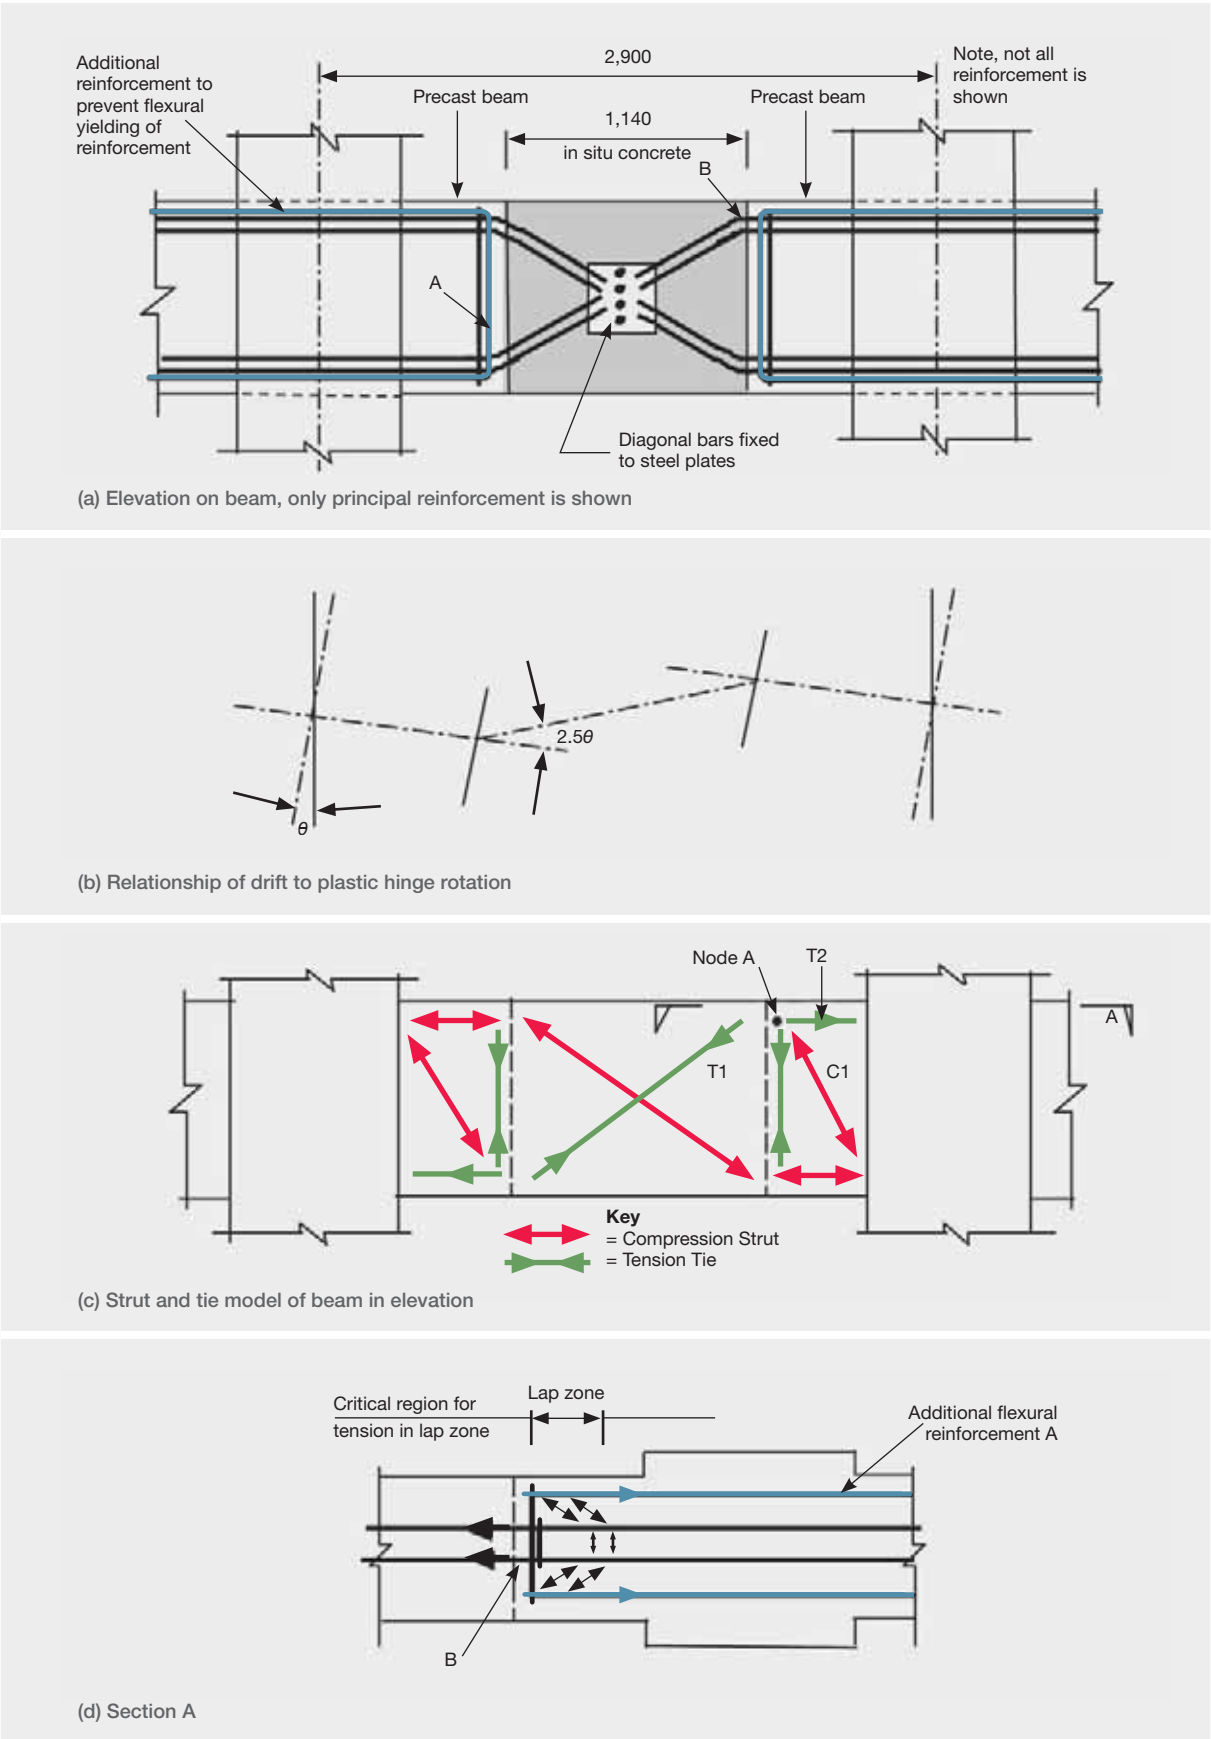 Additional
reinforcement to
prevent flexural
yielding of
reinforcement
2,900
Note, not all
reinforcement is
shown
Precast beam
Precast beam
1,140
in situ concrete
B
A
Diagonal bars fixed
to steel plates
(a) Elevation on beam, only principal reinforcement is shown
2.5θ
θ
(b) Relationship of drift to plastic hinge rotation
Node A
T2
A
T1
C1
Key
= Compression Strut
= Tension Tie
(c) Strut and tie model of beam in elevation
Lap zone
Critical region for
tension in lap zone
Additional flexural
reinforcement A
B
(d) Section A